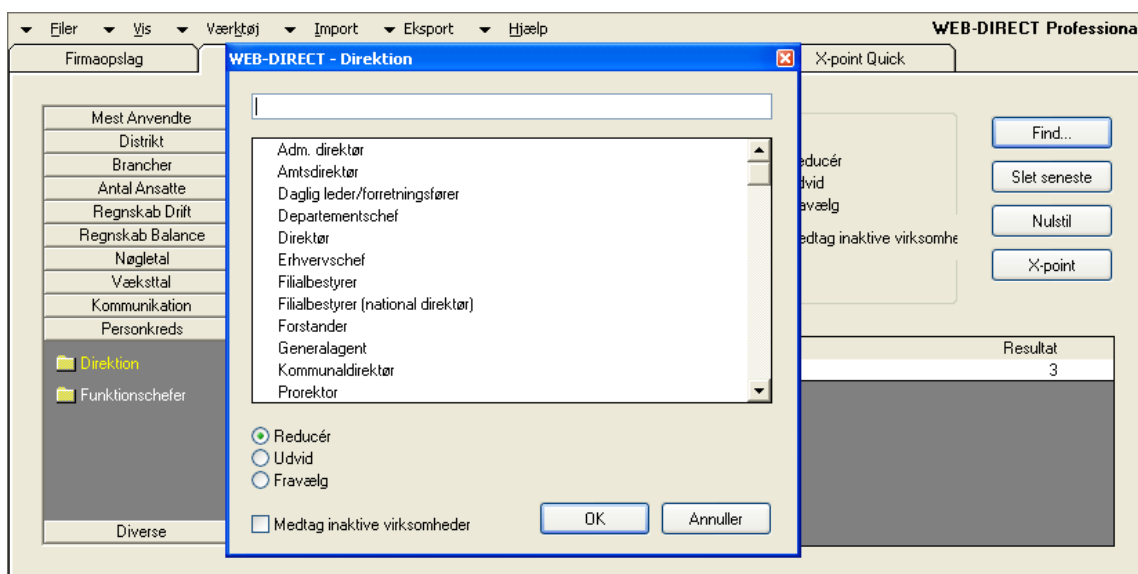 Filer Vis Værktøj Import Eksport Hjælp WEB-DIRECT Professiona
Firmaopslag
X-point Quick
WEB-DIRECT - Direktion
Mest Anvendte
Distrikt
Brancher
Antal Ansatte
Regnskab Drift
Regnskab Balance
Nøgletal
Væksttal
Kommunikation
Personkreds
Direktion
Funktionschefer
Diverse
Adm. direktør
Amtsdirektør
Daglig leder/forretningsfører
Departementschef
Direktør
Erhvervschef
Filialbestyrer
Filialbestyrer (national direktør)
Forstander
Generalagent
Kommunaldirektør
Prorektor
Reducér
Udvid
Fravælg
Medtag inaktive virksomheder
OK
Annuller
educér
dvid
avælg
edtag inaktive virksomhe
Find...
Slet seneste
Nulstil
X-point
Resultat
3